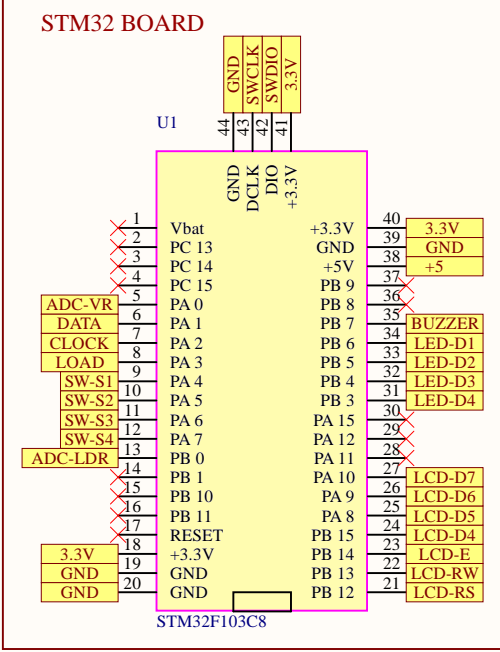 STM32 BOARD
GND SWCLK SWDIO 3.3V
44 43 42 41
U1
GND DCLK DIO +3.3V
1 Vbat +3.3V 40 3.3V
2 PC 13 GND 39 GND
3 PC 14 +5V 38 +5
4 PC 15 PB 9 37
ADC-VR 5 PA 0 PB 8 36
DATA 6 PA 1 PB 7 35 BUZZER
CLOCK 7 PA 2 PB 6 34 LED-D1
LOAD 8 PA 3 PB 5 33 LED-D2
SW-S1 9 PA 4 PB 4 32 LED-D3
SW-S2 10 PA 5 PB 3 31 LED-D4
SW-S3 11 PA 6 PA 15 30
SW-S4 12 PA 7 PA 12 29
ADC-LDR 13 PB 0 PA 11 28
14 PB 1 PA 10 27 LCD-D7
15 PB 10 PA 9 26 LCD-D6
16 PB 11 PA 8 25 LCD-D5
17 RESET PB 15 24 LCD-D4
3.3V 18 +3.3V PB 14 23 LCD-E
GND 19 GND PB 13 22 LCD-RW
GND 20 GND PB 12 21 LCD-RS
STM32F103C8